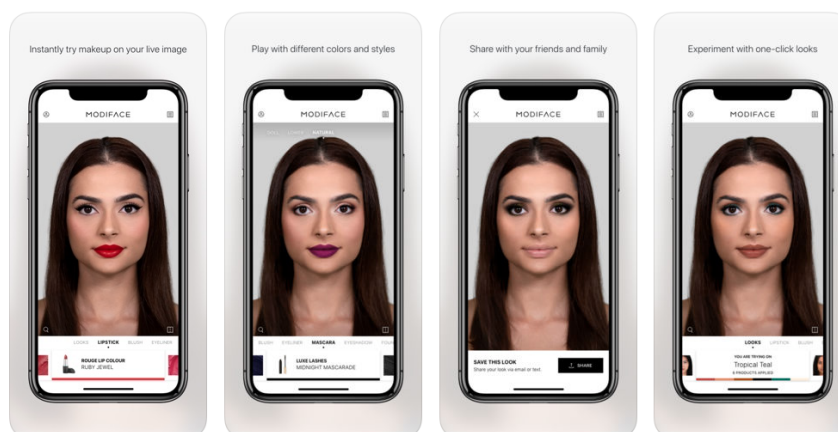 Instantly try makeup on your live image
MODIFACE
LOOKS LIPSTICK BLUSH EYELINER
ROUGE LIP COLOUR
RUBY JEWEL
Play with different colors and styles
MODIFACE
NATURAL
BLUSH EYELINER MASCARA EYESHADOW
LUXE LASHES
MIDNIGHT MASCARADE
Share with your friends and family
MODIFACE
SAVE THIS LOOK
Share your look via email or text.
SHARE
Experiment with one-click looks
MODIFACE
LOOKS LIPSTICK BLUSH
YOU ARE TRYING ON
Tropical Teal
6 PRODUCTS APPLIED